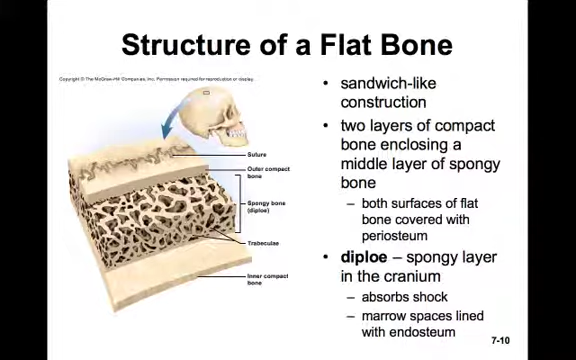 Structure of a Flat Bone
Copyright © The McGraw-Hill Companies, Inc. Permission required for reproduction or display.
Suture
Outer compact
bone
Spongy bone
(diploe)
Trabeculae
Inner compact
bone
• sandwich-like
construction
• two layers of compact
bone enclosing a
middle layer of spongy
bone
– both surfaces of flat
bone covered with
periosteum
• diploe – spongy layer
in the cranium
– absorbs shock
– marrow spaces lined
with endosteum
7-10